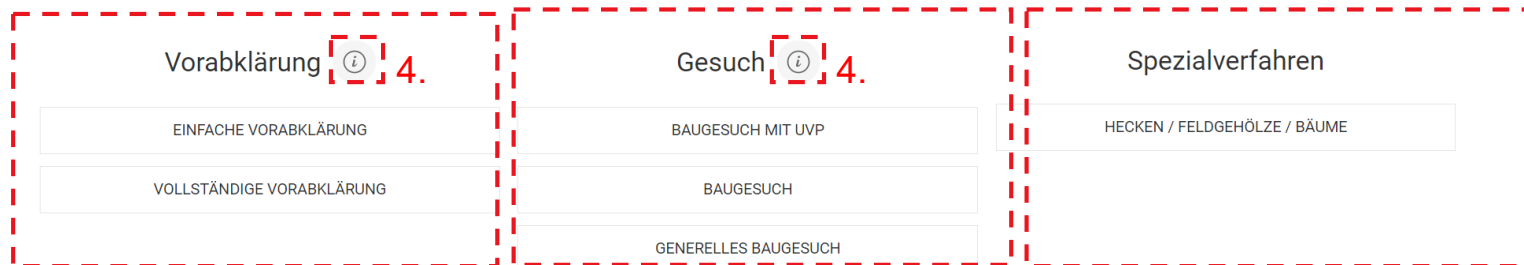 Vorabklärung i 4.
EINFACHE VORABKLÄRUNG
VOLLSTÄNDIGE VORABKLÄRUNG
Gesuch i 4.
BAUGESUCH MIT UVP
BAUGESUCH
GENERELLES BAUGESUCH
Spezialverfahren
HECKEN / FELDGEHÖLZE / BÄUME